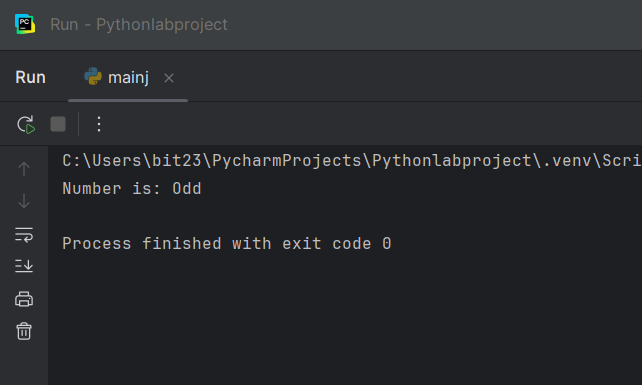 PC
Run - Pythonlabproject
Run
mainj
C:\Users\bit23\PycharmProjects\Pythonlabproject\.venv\Scri
Number is: Odd
Process finished with exit code 0